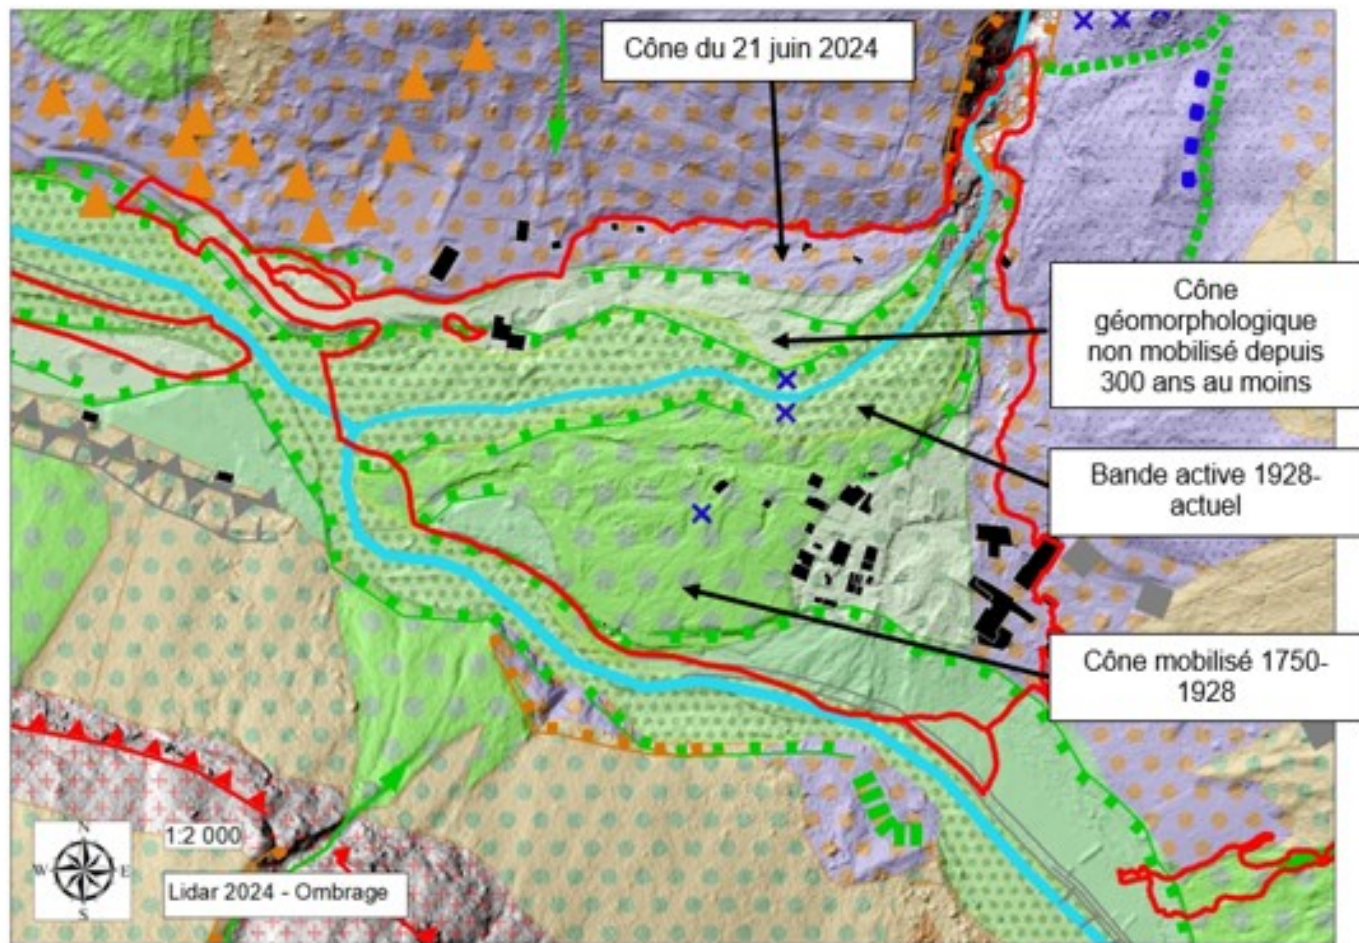 Cône du 21 juin 2024
Cône
géomorphologique
non mobilisé depuis
300 ans au moins
Bande active 1928-
actuel
Cône mobilisé 1750-
1928
N
W E
S
1:2 000
Lidar 2024 - Ombrage